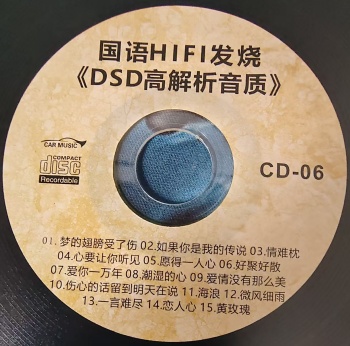 国语HIFI发烧
《DSD高解析音质》
CAR MUSIC
COMPACT
disc
Recordable
CD-06
01. 梦的翅膀受了伤 02.如果你是我的传说 03.情难枕
04.心要让你听见 05.愿得一人心 06.好聚好散
07.爱你一万年 08.潮湿的心 09.爱情没有那么美
10.伤心的话留到明天在说 11.海浪 12.微风细雨
13.一言难尽 14.恋人心 15.黄玫瑰